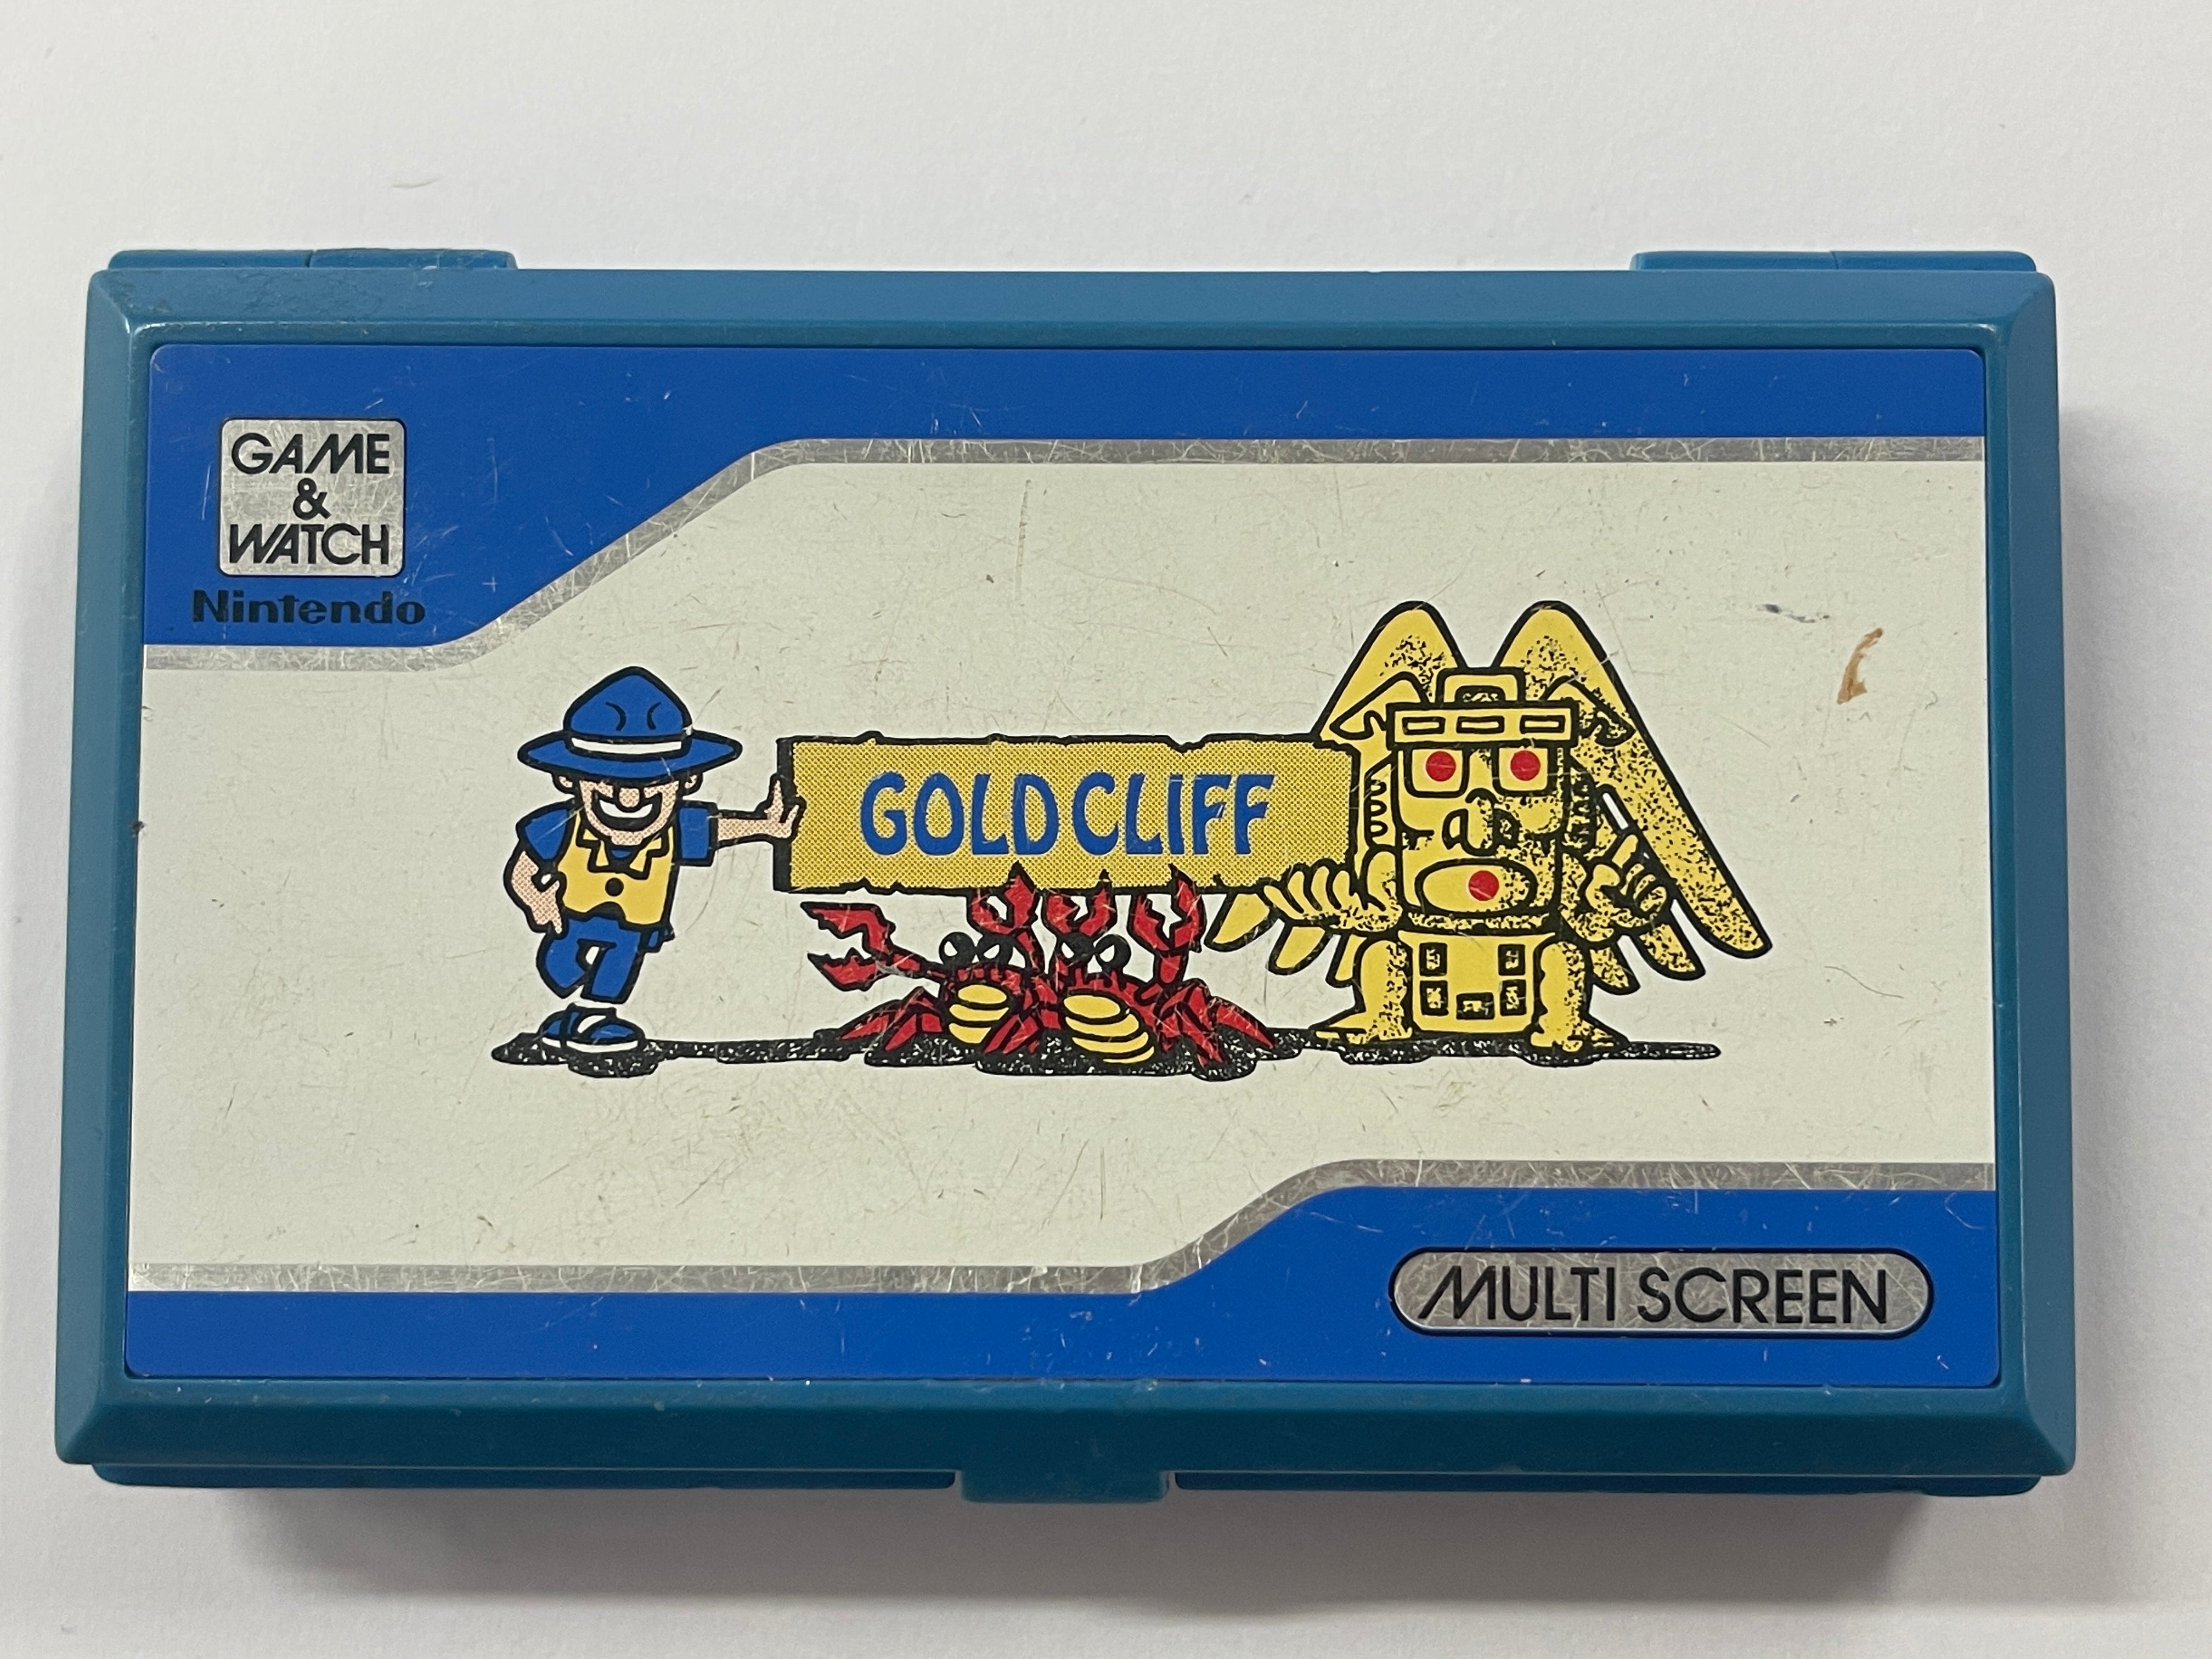 GAME
&
WATCH
Nintendo
GOLD CLIFF
MULTI SCREEN